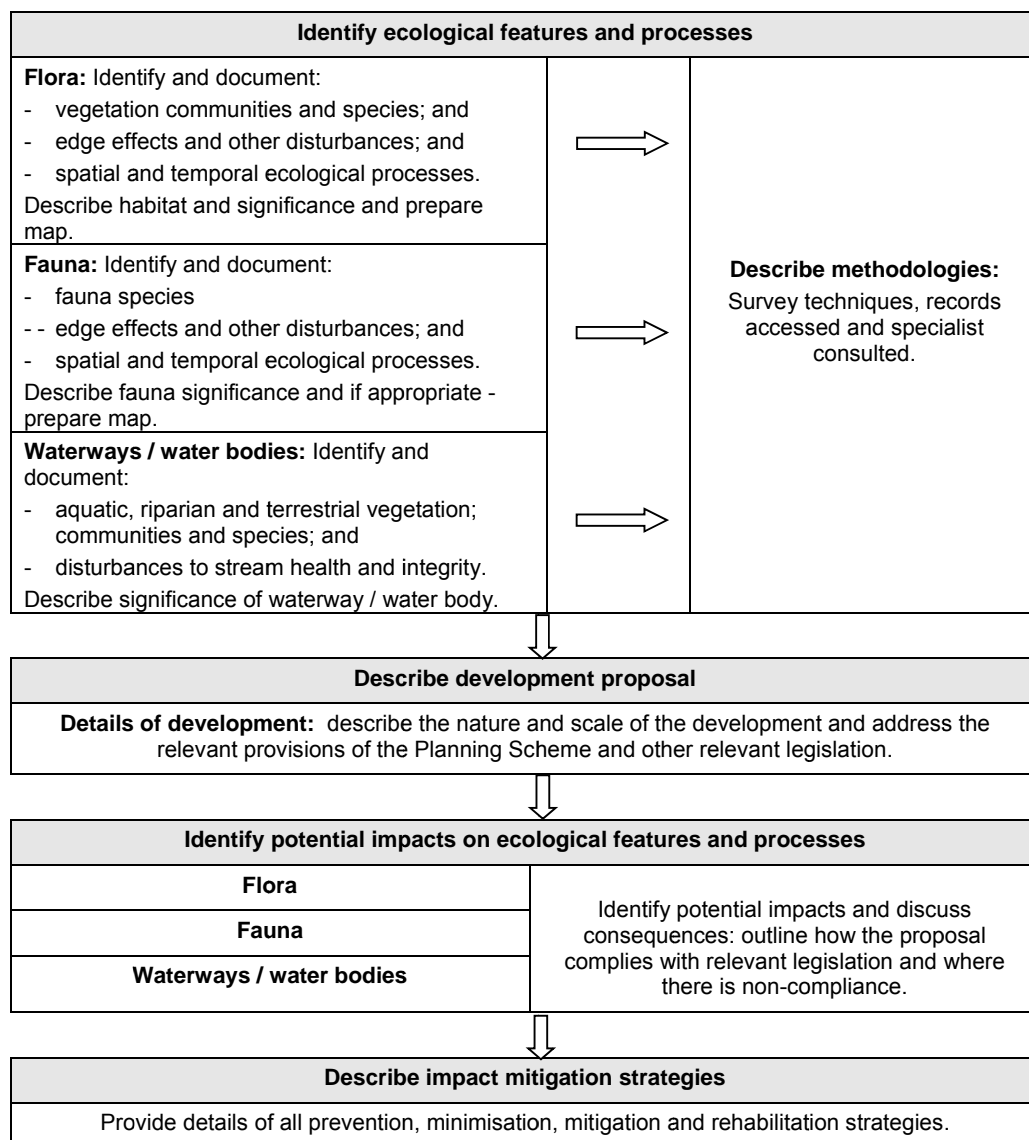 Identify ecological features and processes
Flora: Identify and document:
- vegetation communities and species; and
- edge effects and other disturbances; and
- spatial and temporal ecological processes.
Describe habitat and significance and prepare
map.
Fauna: Identify and document:
- fauna species
- - edge effects and other disturbances; and
- spatial and temporal ecological processes.
Describe fauna significance and if appropriate -
prepare map.
Waterways / water bodies: Identify and
document:
- aquatic, riparian and terrestrial vegetation;
communities and species; and
- disturbances to stream health and integrity.
Describe significance of waterway / water body.
Describe methodologies:
Survey techniques, records
accessed and specialist
consulted.
Describe development proposal
Details of development: describe the nature and scale of the development and address the
relevant provisions of the Planning Scheme and other relevant legislation.
Identify potential impacts on ecological features and processes
Flora
Fauna
Waterways / water bodies
Identify potential impacts and discuss
consequences: outline how the proposal
complies with relevant legislation and where
there is non-compliance.
Describe impact mitigation strategies
Provide details of all prevention, minimisation, mitigation and rehabilitation strategies.